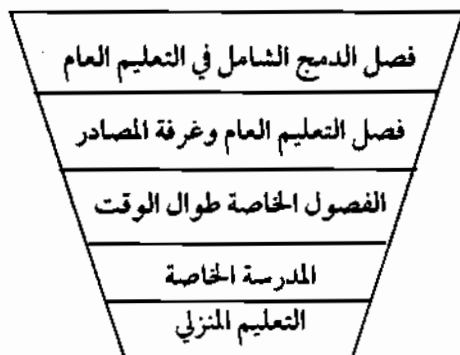 فصل الدمج الشامل في التعليم العام
فصل التعليم العام وغرفة المصادر
الفصول الخاصة طوال الوقت
المدرسة الخاصة
التعليم المنزلي